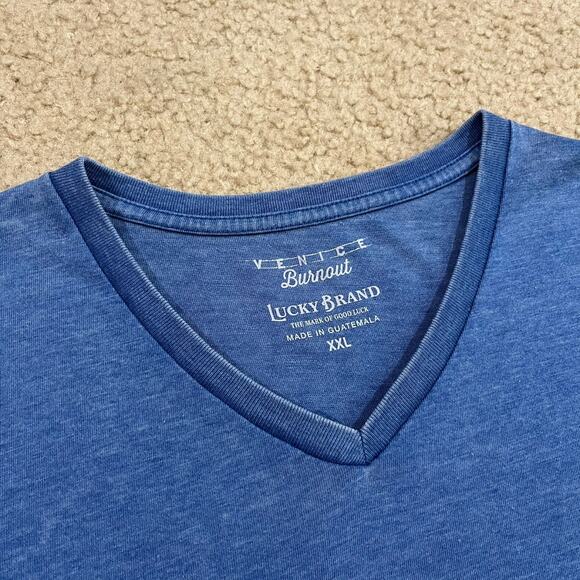 VENICE
Burnout
LUCKY BRAND
THE MARK OF GOOD LUCK
MADE IN GUATEMALA
XXL